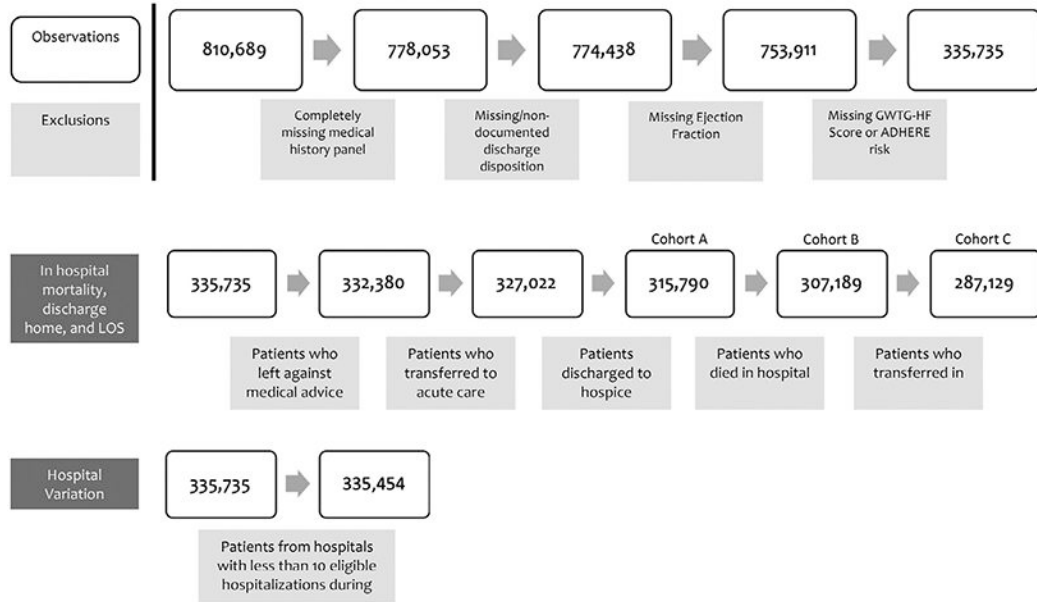 Observations
810,689
778,053
774,438
753,911
335,735
Exclusions
Completely
missing medical
history panel
Missing/non-
documented
discharge
disposition
Missing Ejection
Fraction
Missing GWTG-HF
Score or ADHERE
risk
In hospital
mortality,
discharge
home, and LOS
Cohort A
Cohort B
Cohort C
335,735
332,380
327,022
315,790
307,189
287,129
Patients who
left against
medical advice
Patients who
transferred to
acute care
Patients
discharged to
hospice
Patients who
died in hospital
Patients who
transferred in
Hospital
Variation
335,735
335,454
Patients from hospitals
with less than 10 eligible
hospitalizations during